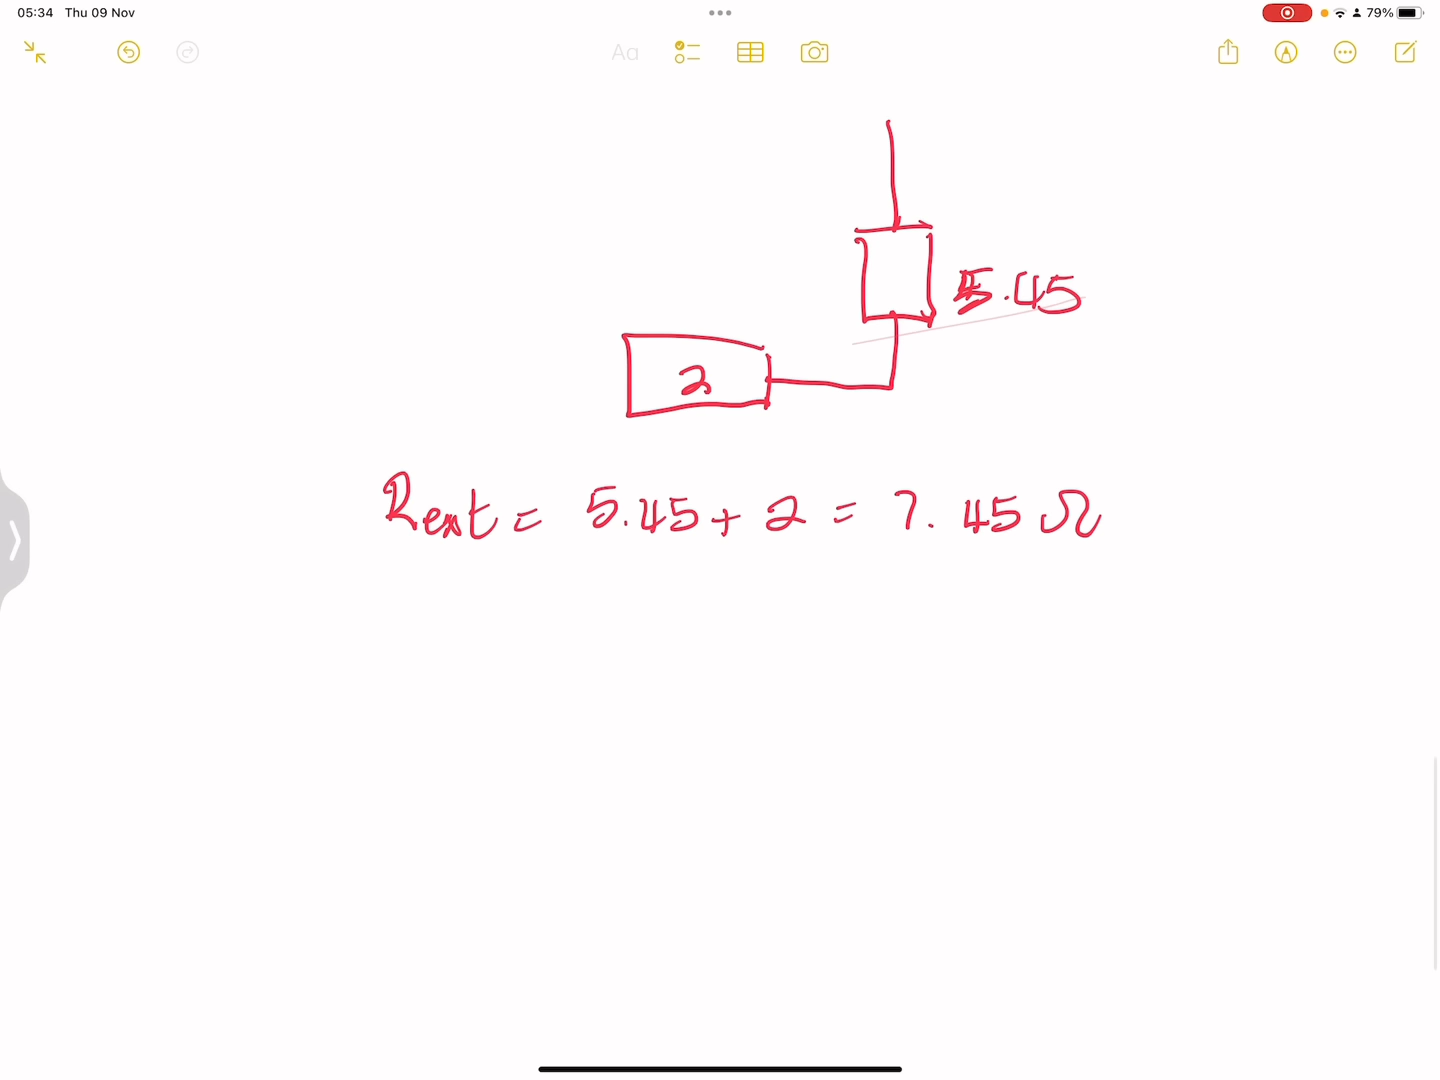 05:34 Thu 09 Nov
79%
Aa
5.45
2
Rext = 5.45 + 2 = 7.45 Ω